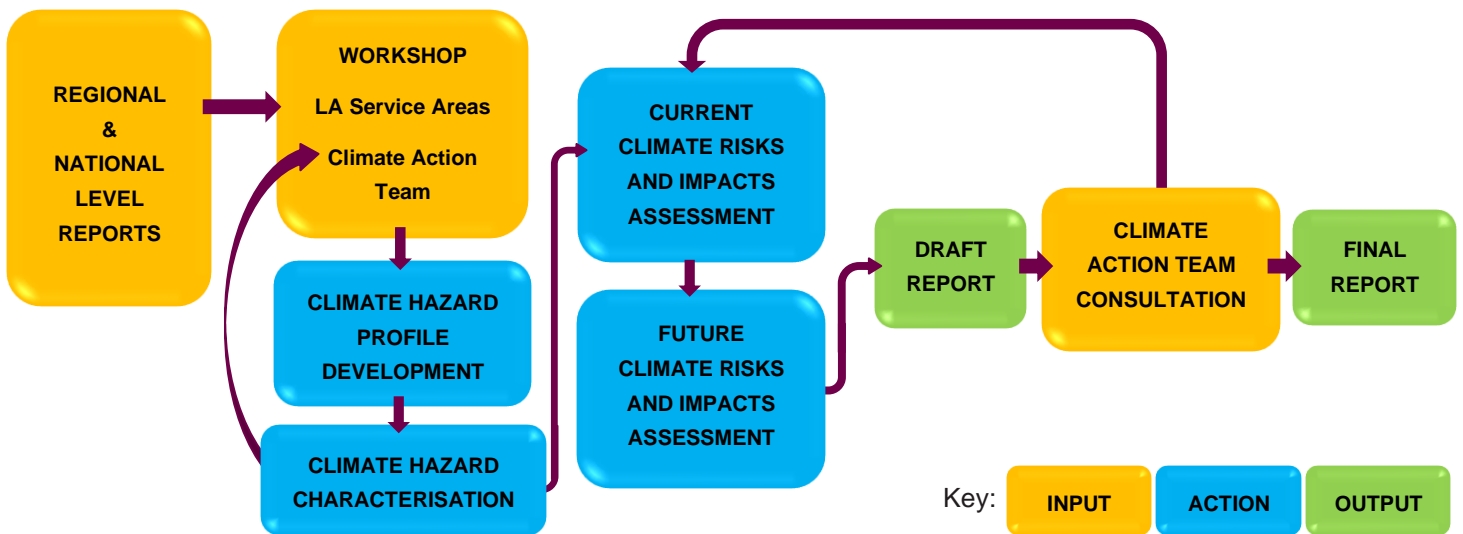 REGIONAL
&
NATIONAL
LEVEL
REPORTS
WORKSHOP
LA Service Areas
Climate Action
Team
CLIMATE HAZARD
PROFILE
DEVELOPMENT
CLIMATE HAZARD
CHARACTERISATION
CURRENT
CLIMATE RISKS
AND IMPACTS
ASSESSMENT
FUTURE
CLIMATE RISKS
AND IMPACTS
ASSESSMENT
DRAFT
REPORT
CLIMATE
ACTION TEAM
CONSULTATION
FINAL
REPORT
Key:
INPUT
ACTION
OUTPUT